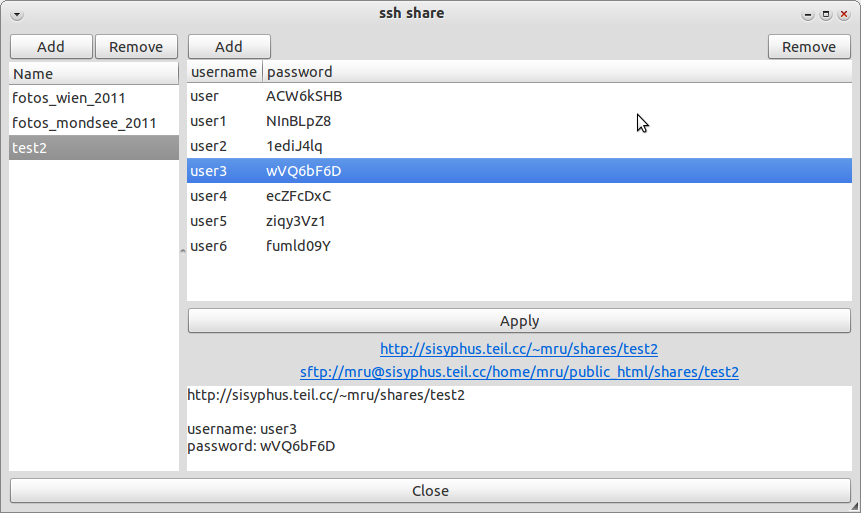 ssh share
Add Remove
Add Remove
Name
fotos_wien_2011
fotos_mondsee_2011
test2
username password
user ACW6kSHB
user1 NInBLpZ8
user2 1ediJ4lq
user3 wVQ6bF6D
user4 ecZFcDxC
user5 ziqy3Vz1
user6 fumld09Y
Apply
http://sisyphus.teil.cc/~mru/shares/test2
sftp://mru@sisyphus.teil.cc/home/mru/public_html/shares/test2
http://sisyphus.teil.cc/~mru/shares/test2
username: user3
password: wVQ6bF6D
Close